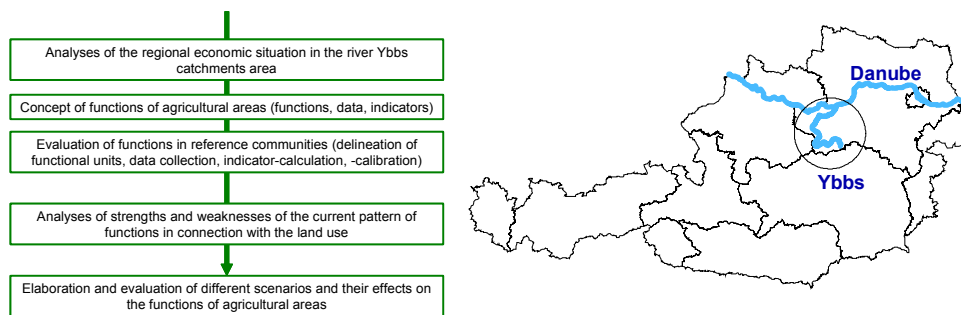 Analyses of the regional economic situation in the river Ybbs
catchments area
Concept of functions of agricultural areas (functions, data, indicators)
Evaluation of functions in reference communities (delineation of
functional units, data collection, indicator-calculation, -calibration)
Analyses of strengths and weaknesses of the current pattern of
functions in connection with the land use
Elaboration and evaluation of different scenarios and their effects on
the functions of agricultural areas
Danube
Ybbs